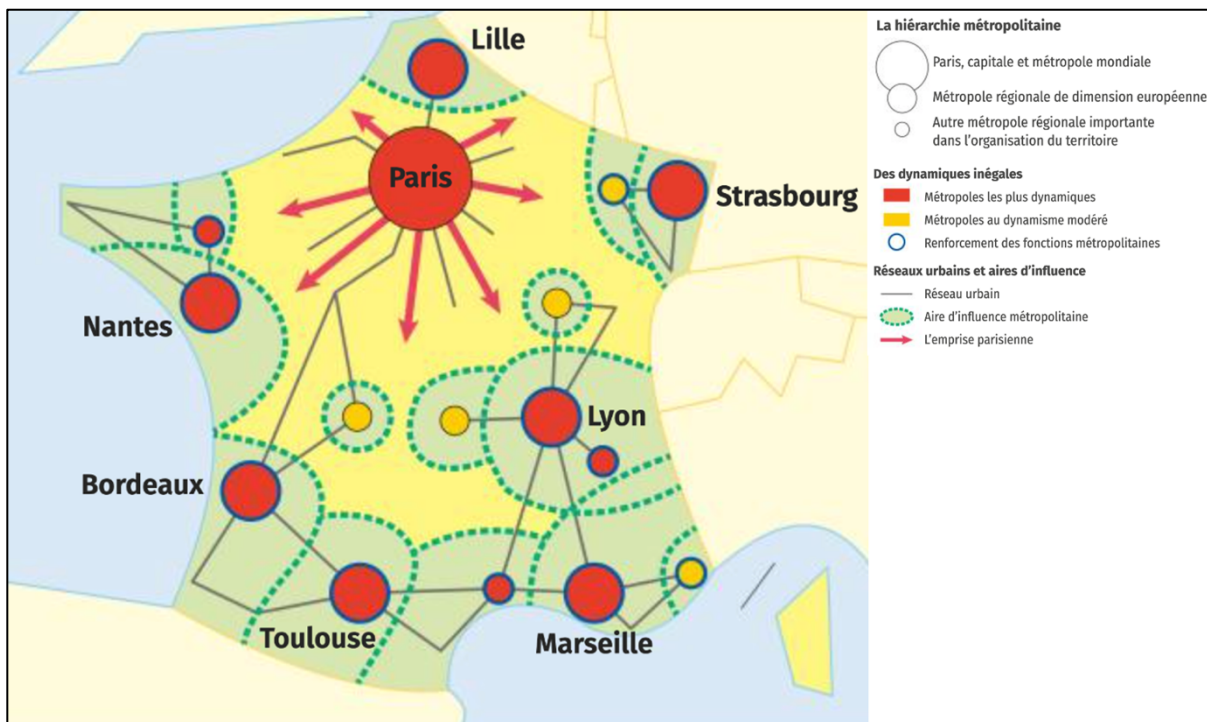 Lille
Paris
Strasbourg
Nantes
Lyon
Bordeaux
Toulouse
Marseille
La hiérarchie métropolitaine
Paris, capitale et métropole mondiale
Métropole régionale de dimension européenne
Autre métropole régionale importante
dans l'organisation du territoire
Des dynamiques inégales
Métropoles les plus dynamiques
Métropoles au dynamisme modéré
Renforcement des fonctions métropolitaines
Réseaux urbains et aires d'influence
Réseau urbain
Aire d'influence métropolitaine
L'emprise parisienne